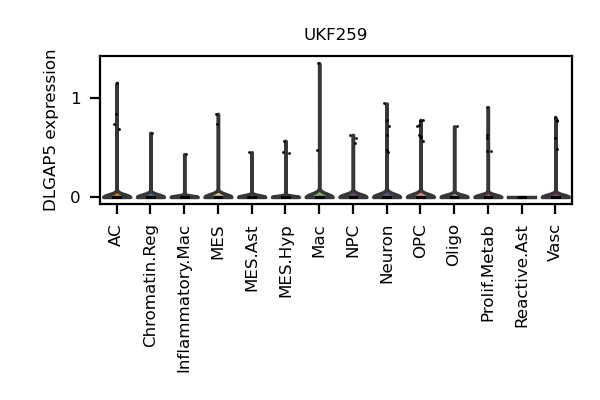 UKF259
DLGAP5 expression
1
0
AC
Chromatin.Reg
Inflammatory.Mac
MES
MES.Ast
MES.Hyp
Mac
NPC
Neuron
OPC
Oligo
Prolif.Metab
Reactive.Ast
Vasc